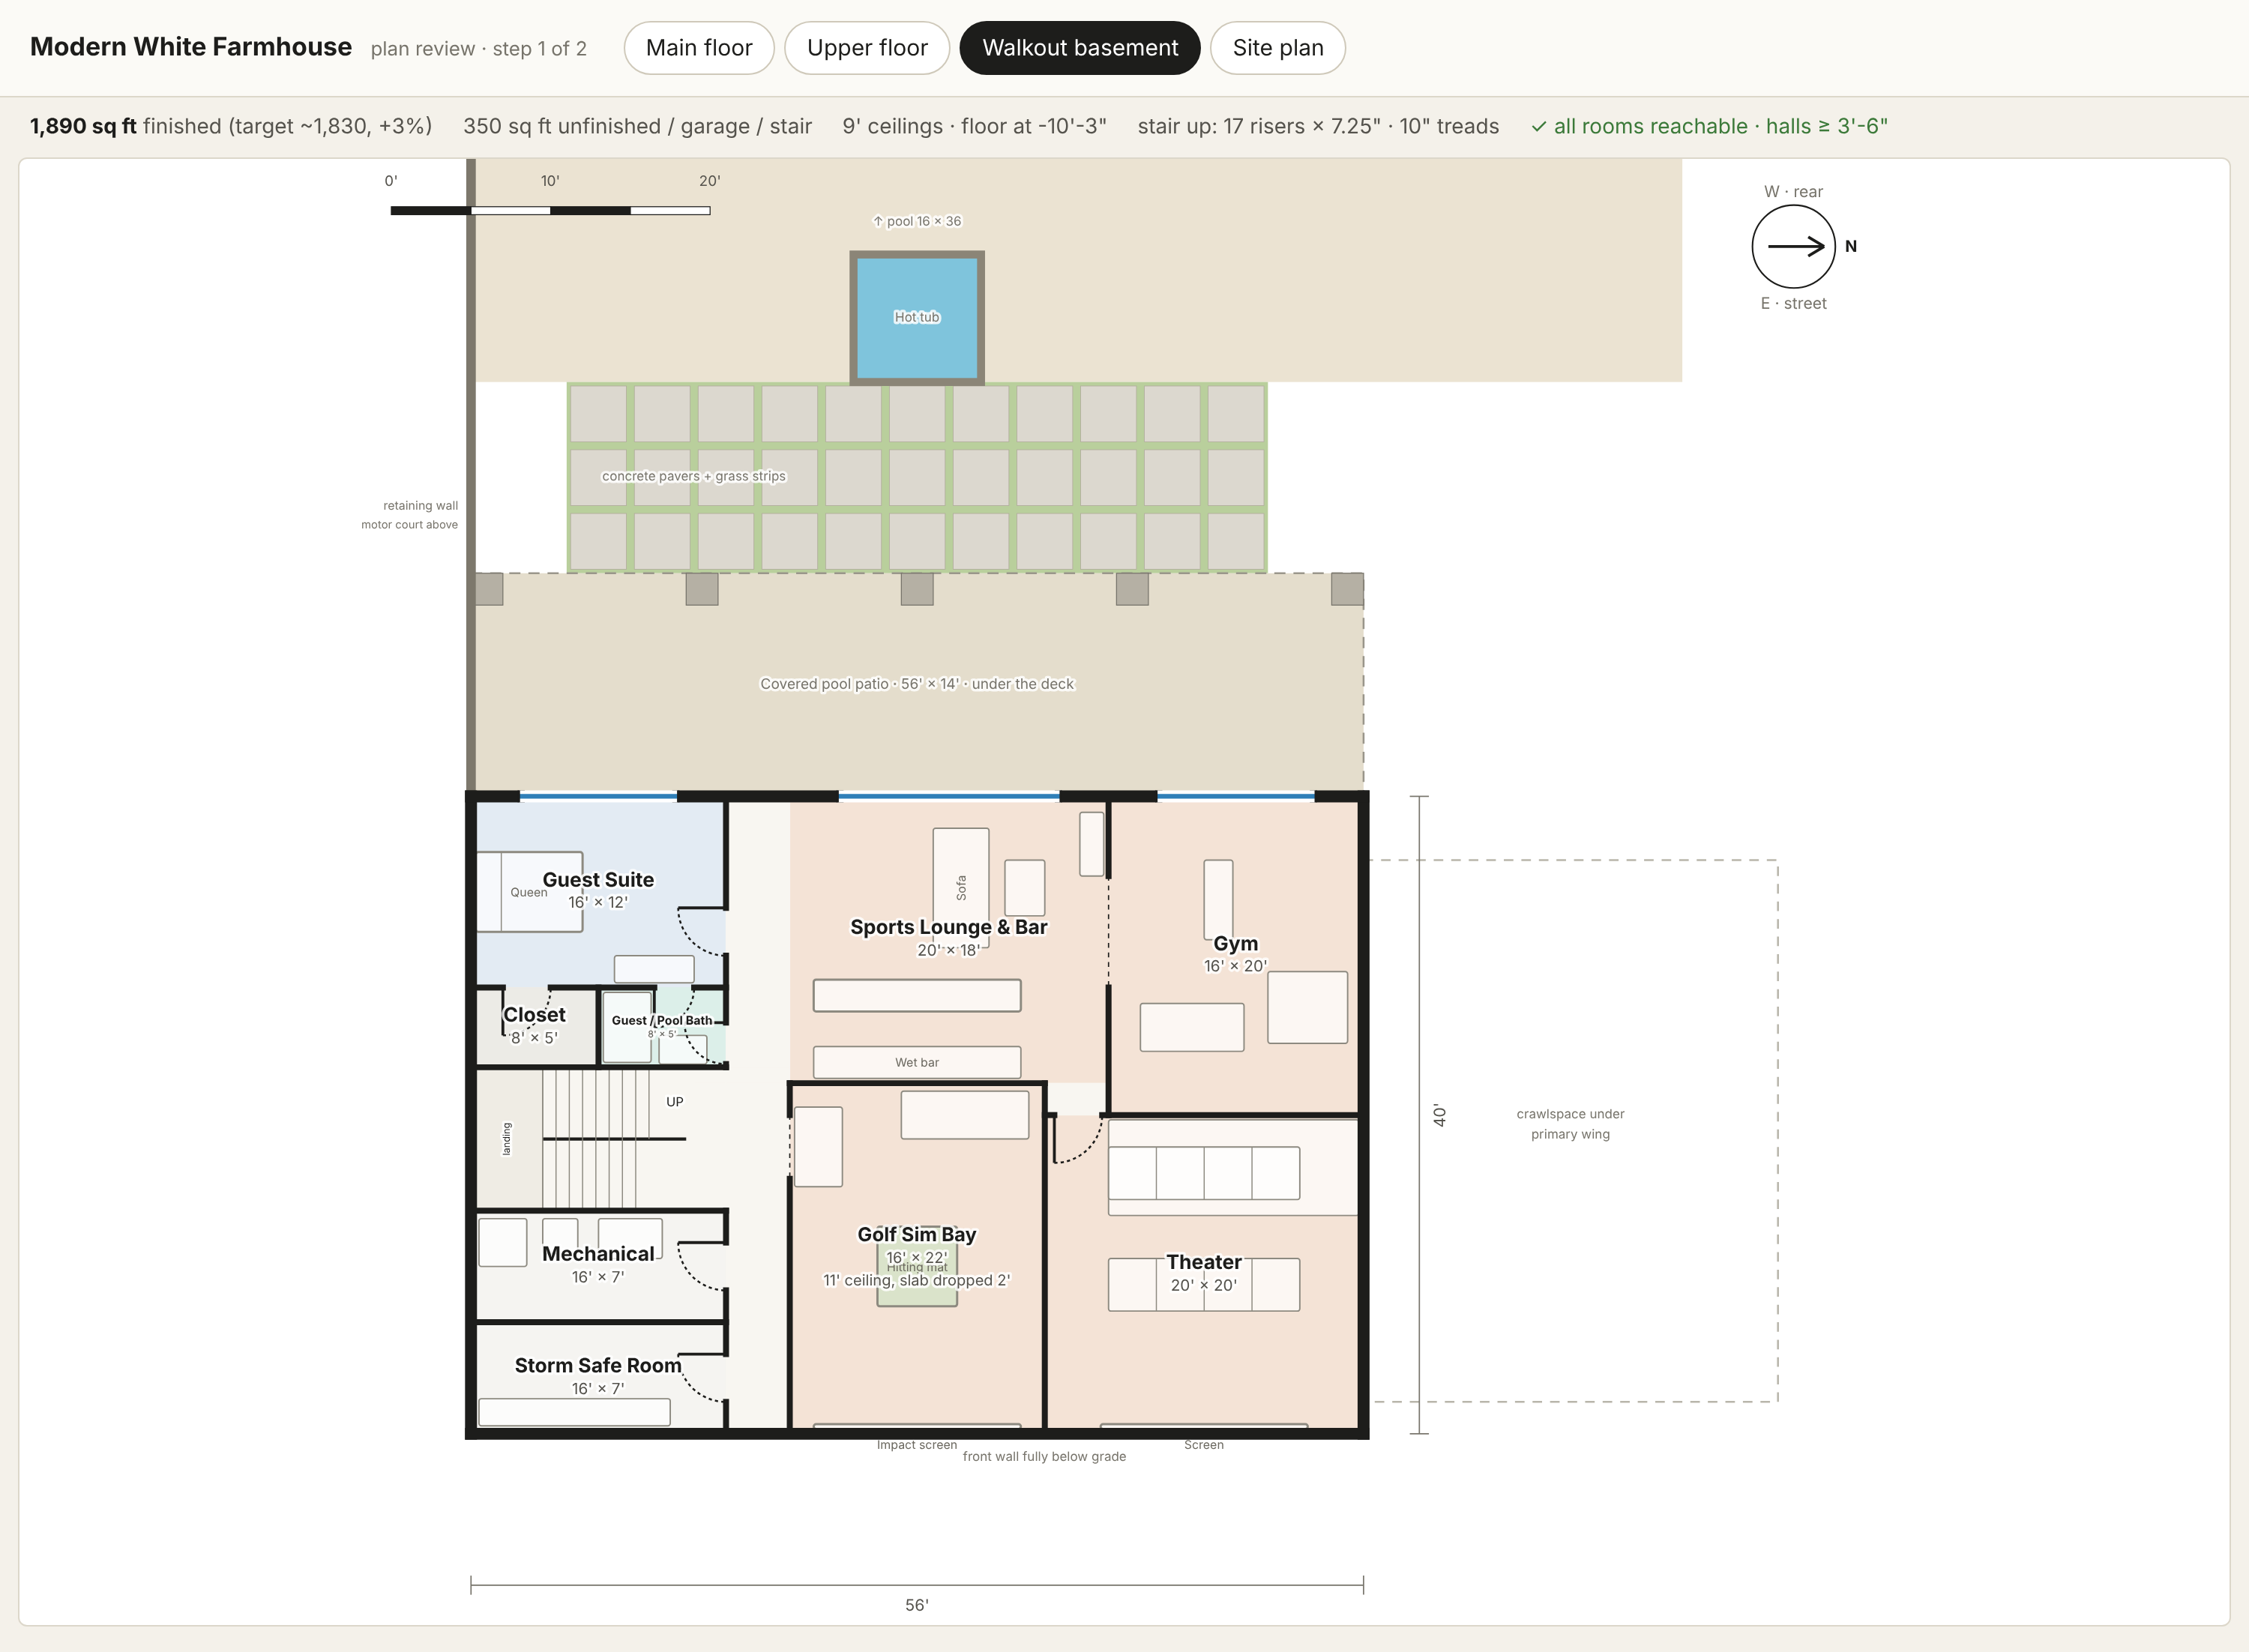 Modern White Farmhouse plan review · step 1 of 2 Main floor Upper floor Walkout basement Site plan
1,890 sq ft finished (target ~1,830, +3%) 350 sq ft unfinished / garage / stair 9' ceilings · floor at -10'-3" stair up: 17 risers × 7.25" · 10" treads ✓ all rooms reachable · halls ≥ 3'-6"
0' 10' 20'
W · rear
N
E · street
↑ pool 16 × 36
Hot tub
concrete pavers + grass strips
retaining wall
motor court above
Covered pool patio · 56' × 14' · under the deck
Queen
Guest Suite
16' × 12'
Sofa
Sports Lounge & Bar
20' × 18'
Gym
16' × 20'
Closet
8' × 5'
Guest / Pool Bath
8' × 5'
Wet bar
UP
landing
40'
crawlspace under
primary wing
Mechanical
16' × 7'
Golf Sim Bay
16' × 22'
Hitting mat
11' ceiling, slab dropped 2'
Theater
20' × 20'
Storm Safe Room
16' × 7'
Impact screen
Screen
front wall fully below grade
56'